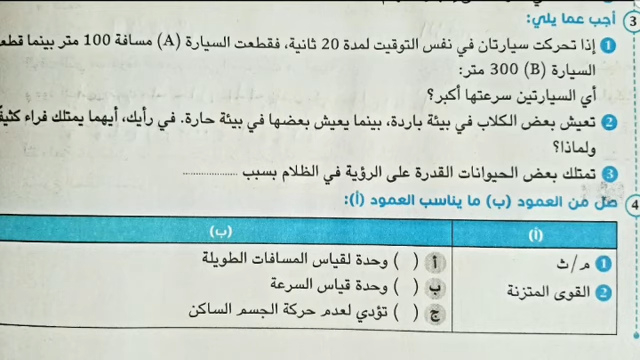 3 أجب عما يلي:
1 إذا تحركت سيارتان في نفس التوقيت لمدة 20 ثانية، فقطعت السيارة (A) مسافة 100 متر بينما قطعت
السيارة (B) 300 متر:
أي السيارتين سرعتها أكبر؟
2 تعيش بعض الكلاب في بيئة باردة، بينما يعيش بعضها في بيئة حارة. في رأيك، أيهما يمتلك فراء كثيفًا
ولماذا؟
3 تمتلك بعض الحيوانات القدرة على الرؤية في الظلام بسبب ....................
4 صل من العمود (ب) ما يناسب العمود (أ):
(أ) (ب)
1 م/ث
2 القوى المتزنة
أ ( ) وحدة لقياس المسافات الطويلة
ب ( ) وحدة قياس السرعة
ج ( ) تؤدي لعدم حركة الجسم الساكن